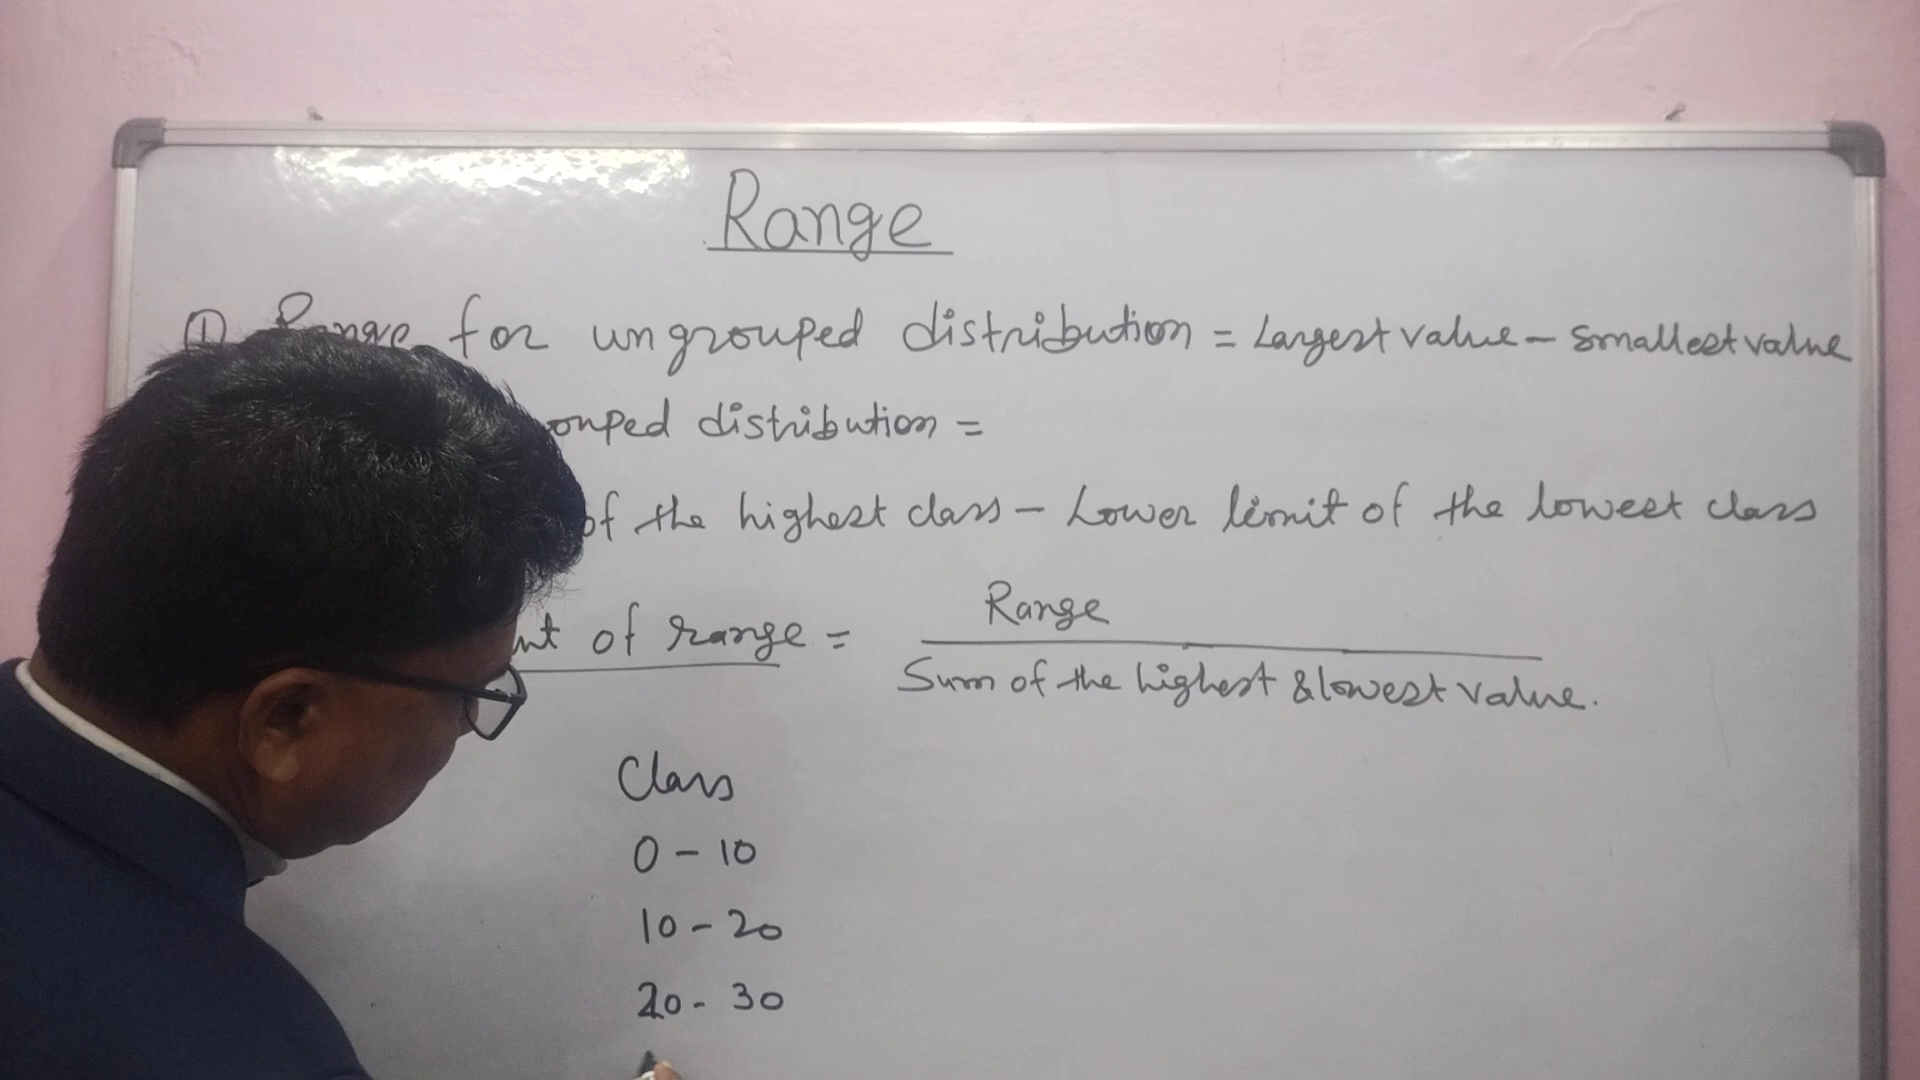 Range
① Range for ungrouped distribution = Largest value - Smallest value
ouped distribution =
of the highest class - Lower limit of the lowest class
nt of range = Range
Sum of the highest & lowest value.
Class
0 - 10
10 - 20
20 - 30